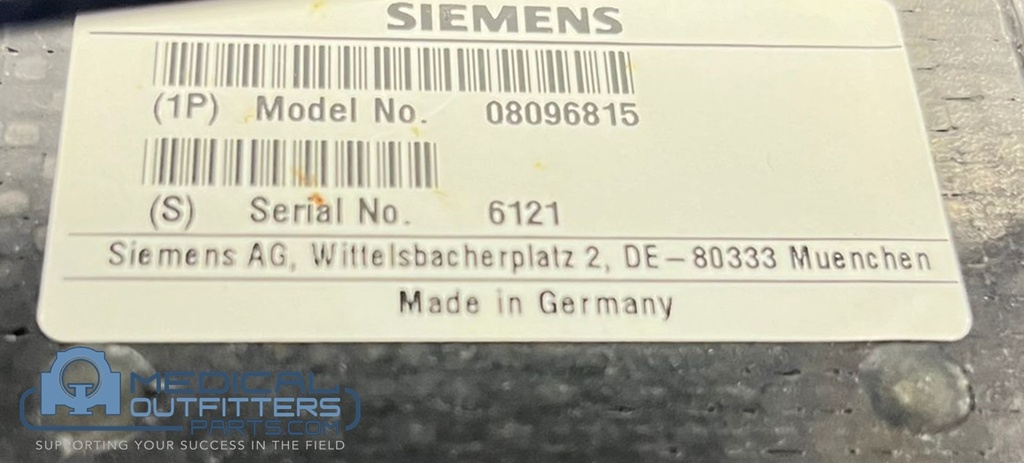 SIEMENS
(1P) Model No. 08096815
(S) Serial No. 6121
Siemens AG, Wittelsbacherplatz 2, DE-80333 Muenchen
Made in Germany
MEDICAL
OUTFITTERS
PARTS.COM
SUPPORTING YOUR SUCCESS IN THE FIELD